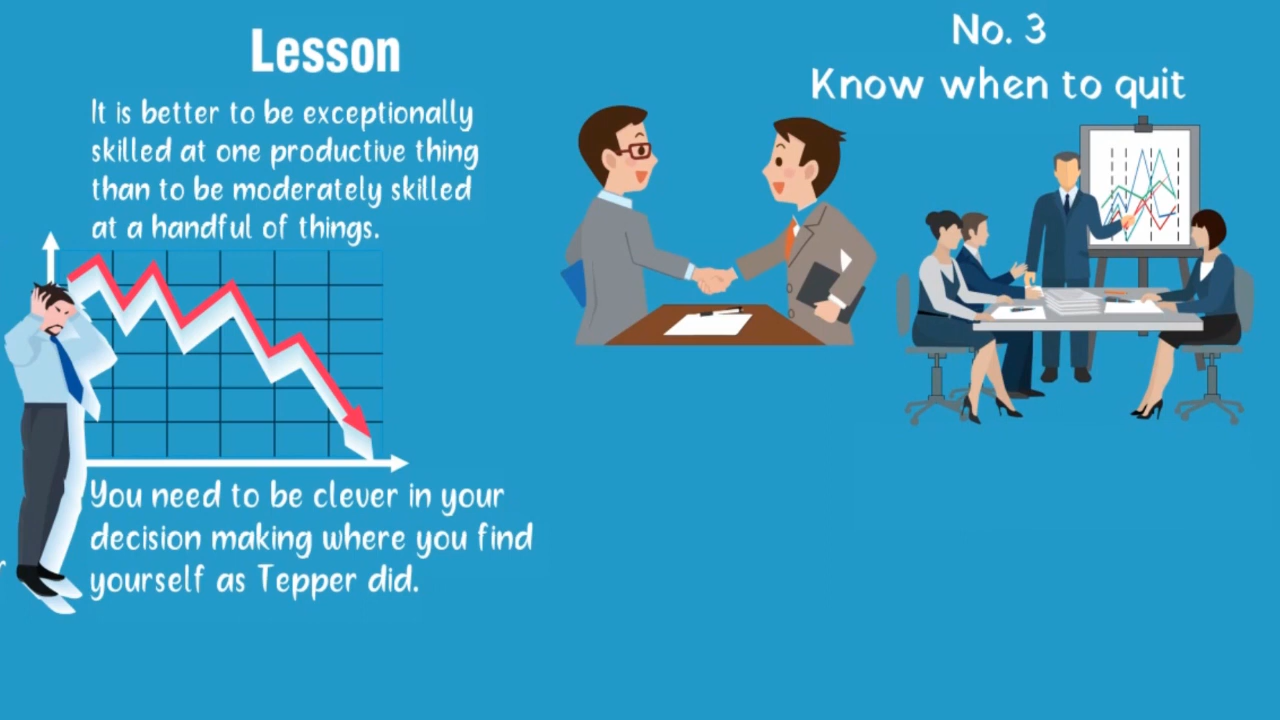 Lesson
It is better to be exceptionally
skilled at one productive thing
than to be moderately skilled
at a handful of things.
You need to be clever in your
decision making where you find
yourself as Tepper did.
No. 3
Know when to quit